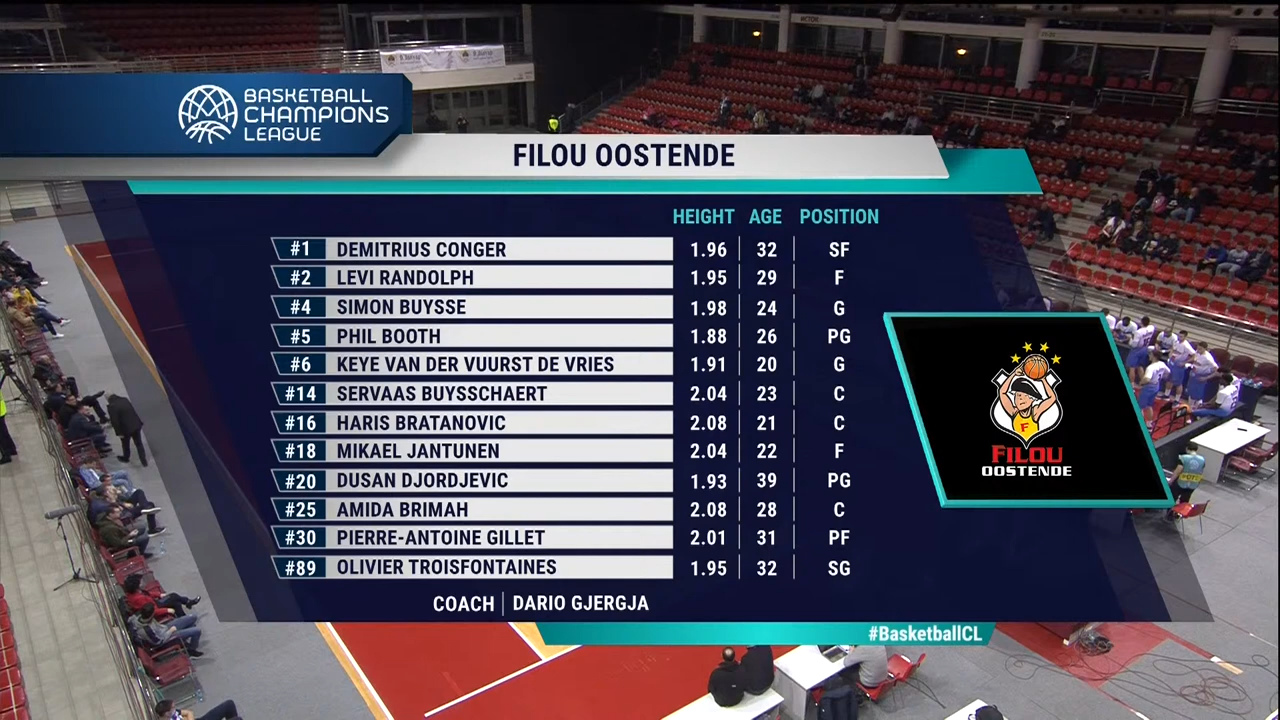 BASKETBALL
CHAMPIONS
LEAGUE
FILOU OOSTENDE
HEIGHT AGE POSITION
#1 DEMITRIUS CONGER 1.96 32 SF
#2 LEVI RANDOLPH 1.95 29 F
#4 SIMON BUYSSE 1.98 24 G
#5 PHIL BOOTH 1.88 26 PG
#6 KEYE VAN DER VUURST DE VRIES 1.91 20 G
#14 SERVAAS BUYSSCHAERT 2.04 23 C
#16 HARIS BRATANOVIC 2.08 21 C
#18 MIKAEL JANTUNEN 2.04 22 F
#20 DUSAN DJORDJEVIC 1.93 39 PG
#25 AMIDA BRIMAH 2.08 28 C
#30 PIERRE-ANTOINE GILLET 2.01 31 PF
#89 OLIVIER TROISFONTAINES 1.95 32 SG
COACH DARIO GJERGJA
F
FILOU
OOSTENDE
#BasketballCL